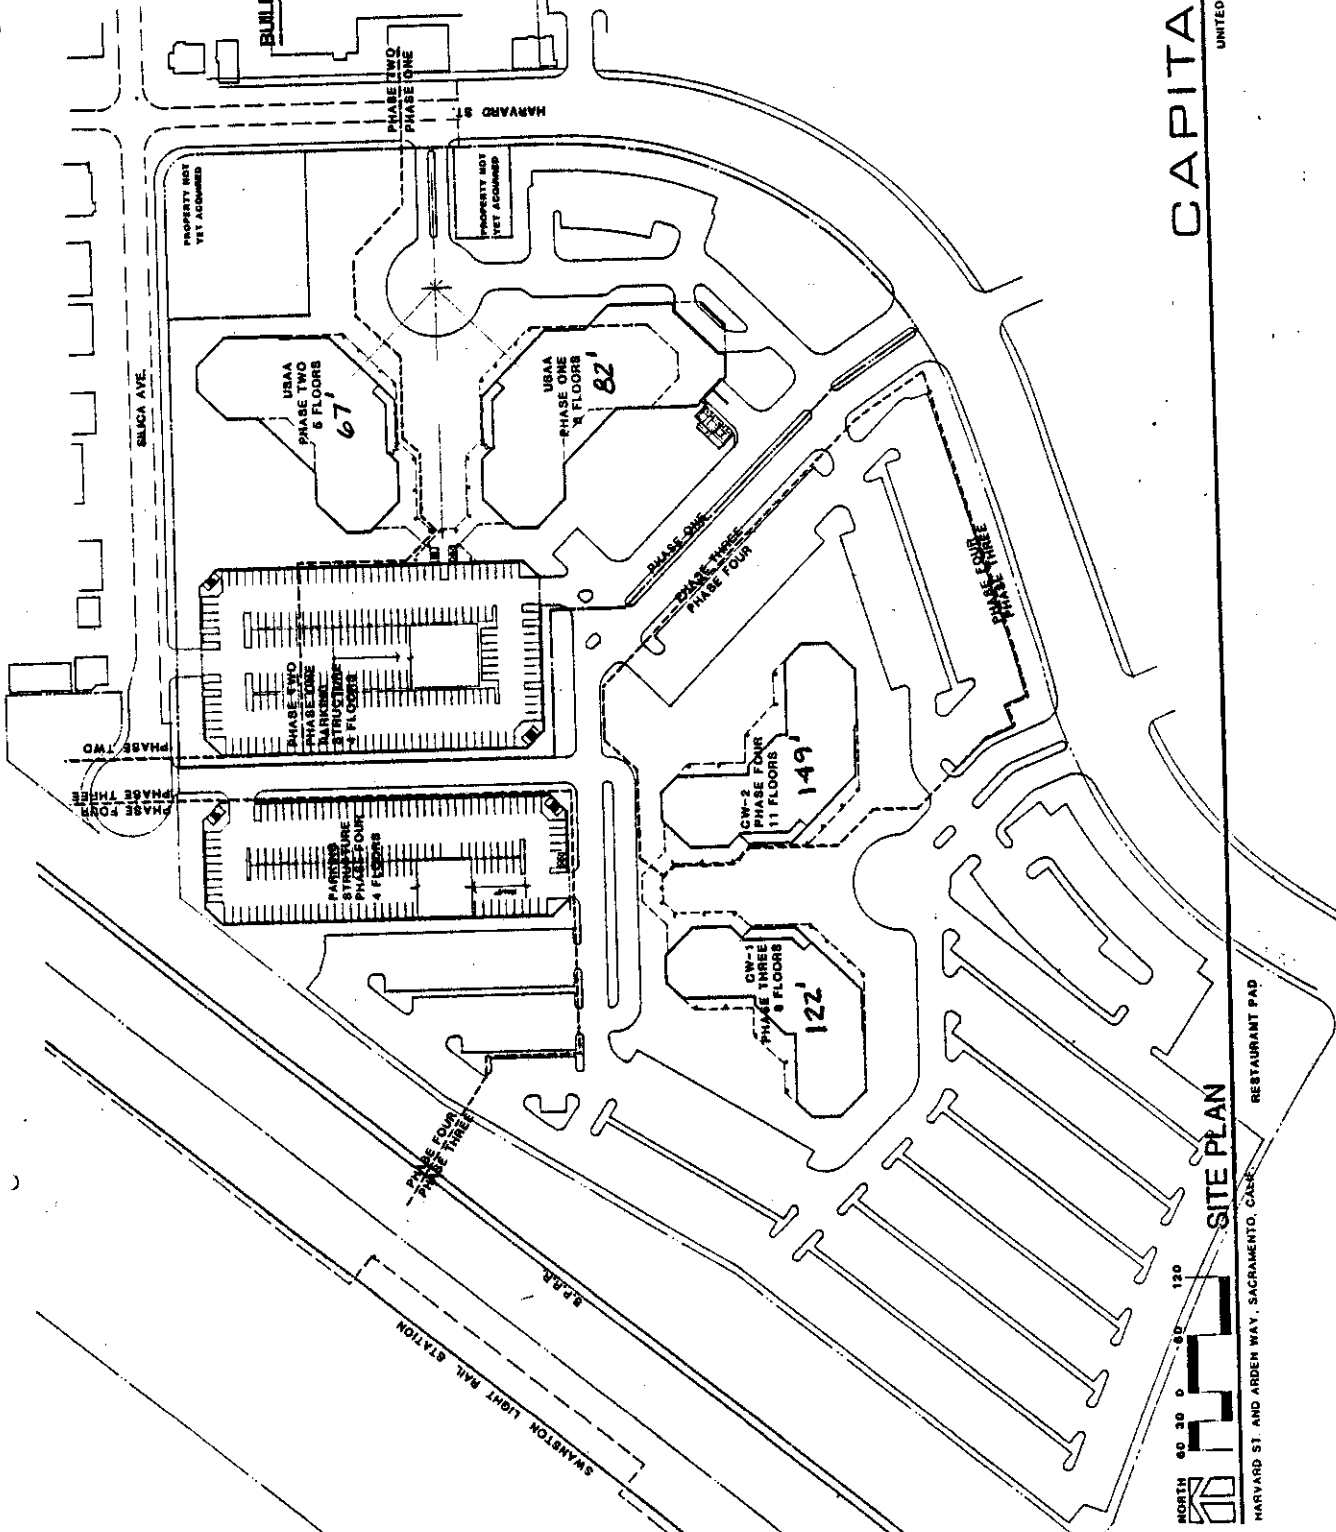 CAPITA
UNITED
BUILD
PHASE TWO
PHASE ONE
HARVARD ST.
PROPERTY NOT
YET ACQUIRED
PROPERTY NOT
YET ACQUIRED
SILICA AVE.
USAA
PHASE TWO
5 FLOORS
67'
USAA
PHASE ONE
FLOORS
82'
PHASE ONE
PHASE THREE
PHASE FOUR
PHASE FOUR
PHASE THREE
PHASE TWO
PHASE ONE
PARKING
STRUCTURE
4 FLOORS
PHASE TWO
PHASE THREE
PHASE FOUR
PARKING
STRUCTURE
PHASE FOUR
4 FLOORS
CW-2
PHASE FOUR
11 FLOORS
149'
CW-1
PHASE THREE
FLOORS
122'
PHASE FOUR
PHASE THREE
S.P.R.R.
SWANSTON LIGHT RAIL STATION
RESTAURANT PAD
SITE PLAN
NORTH
60 30 0 60 120
HARVARD ST. AND ARDEN WAY, SACRAMENTO, CALIF.